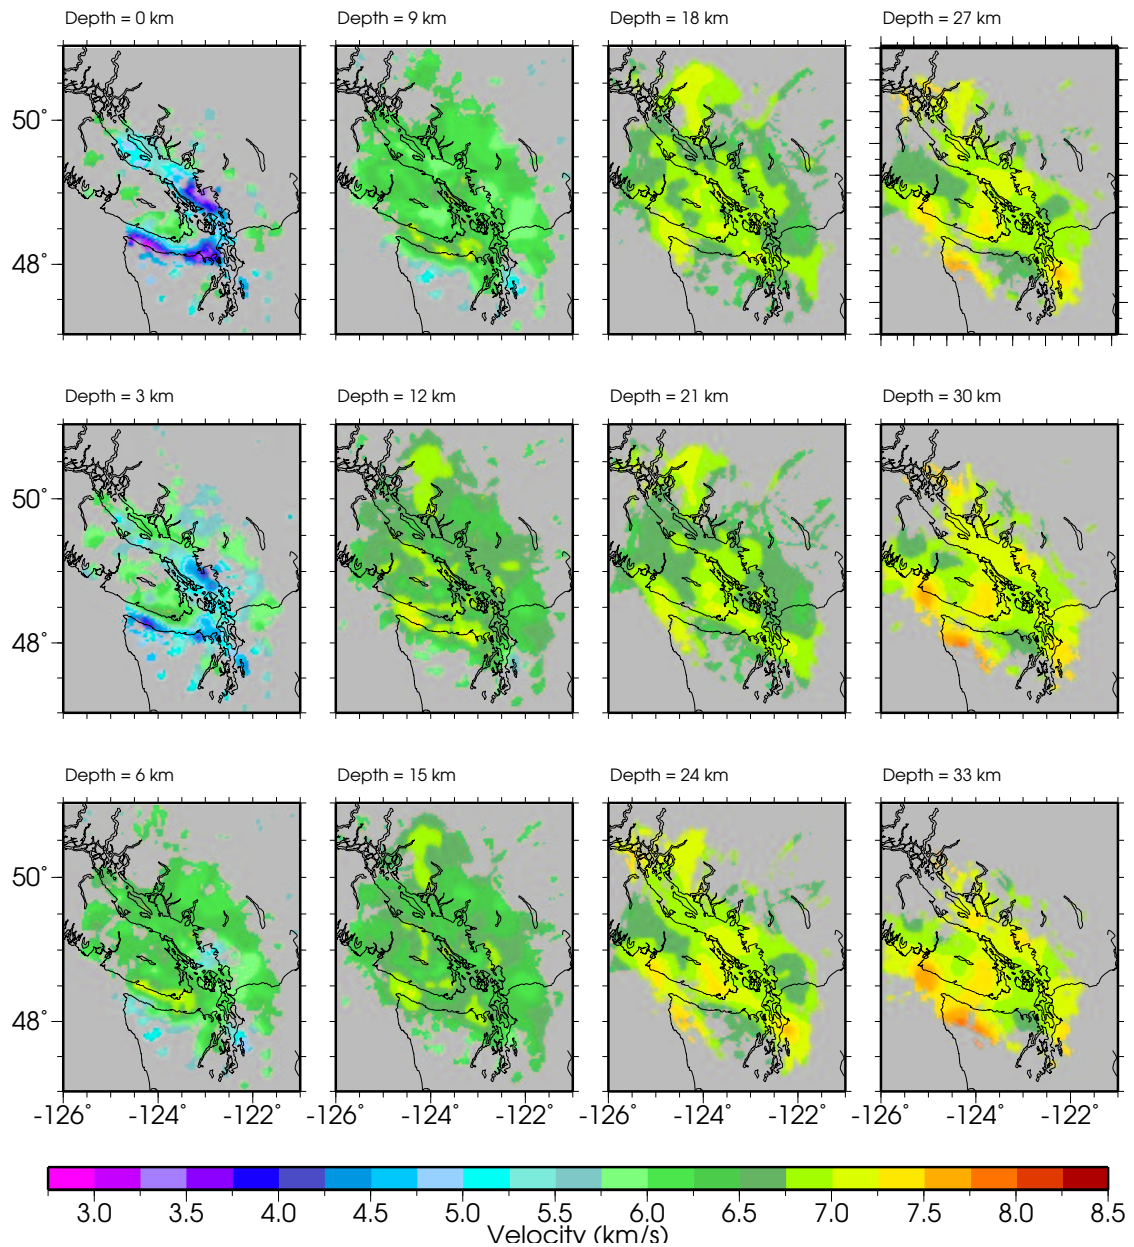 Depth = 0 km
Depth = 9 km
Depth = 18 km
Depth = 27 km
50°
48°
Depth = 3 km
Depth = 12 km
Depth = 21 km
Depth = 30 km
50°
48°
Depth = 6 km
Depth = 15 km
Depth = 24 km
Depth = 33 km
50°
48°
-126° -124° -122°
-126° -124° -122°
-126° -124° -122°
-126° -124° -122°
3.0 3.5 4.0 4.5 5.0 5.5 6.0 6.5 7.0 7.5 8.0 8.5
Velocity (km/s)